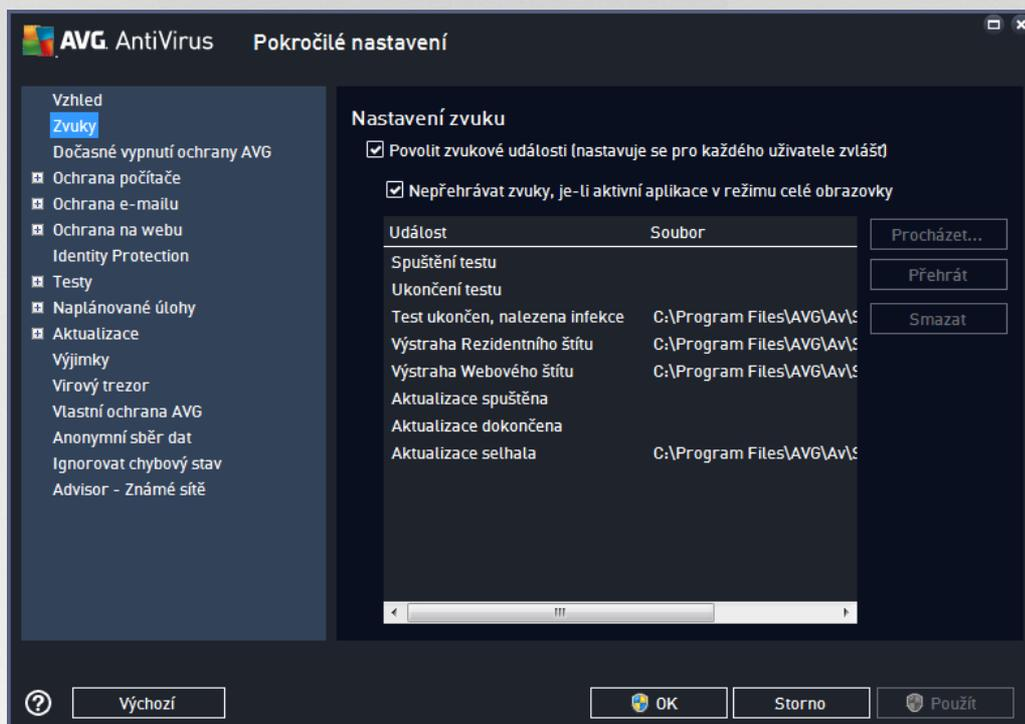 AVG. AntiVirus Pokročilé nastavení
Vzhled
Zvuky
Dočasné vypnutí ochrany AVG
Ochrana počítače
Ochrana e-mailu
Ochrana na webu
Identity Protection
Testy
Naplánované úlohy
Aktualizace
Výjimky
Virový trezor
Vlastní ochrana AVG
Anonymní sběr dat
Ignorovat chybový stav
Advisor - Známé sítě
Nastavení zvuku
Povolit zvukové události (nastavuje se pro každého uživatele zvlášť)
Nepřehrávat zvuky, je-li aktivní aplikace v režimu celé obrazovky
Událost Soubor
Spuštění testu
Ukončení testu
Test ukončen, nalezena infekce C:\Program Files\AVG\Av\S
Výstraha Rezidentního štítu C:\Program Files\AVG\Av\S
Výstraha Webového štítu C:\Program Files\AVG\Av\S
Aktualizace spuštěna
Aktualizace dokončena
Aktualizace selhala C:\Program Files\AVG\Av\S
Procházet...
Přehrát
Smazat
? Výchozí OK Storno Použít